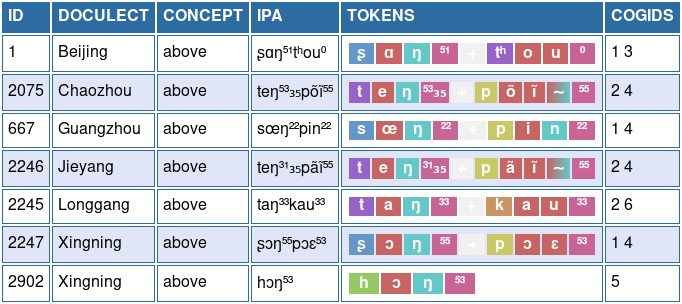 ID DOCULECT CONCEPT IPA TOKENS COGIDS
1 Beijing above ʂɑŋ⁵¹tʰou⁰ ʂ ɑ ŋ ⁵¹ + tʰ o u ⁰ 1 3
2075 Chaozhou above teŋ⁵³₃₅põĩ⁵⁵ t e ŋ ⁵³₃₅ + p õ ĩ ~ ⁵⁵ 2 4
667 Guangzhou above sœŋ²²pin²² s œ ŋ ²² + p i n ²² 1 4
2246 Jieyang above teŋ³¹₃₅pãĩ⁵⁵ t e ŋ ³¹₃₅ + p ã ĩ ~ ⁵⁵ 2 4
2245 Longgang above taŋ³³kau³³ t a ŋ ³³ + k a u ³³ 2 6
2247 Xingning above ʂɔŋ⁵⁵pɔɛ⁵³ ʂ ɔ ŋ ⁵⁵ + p ɔ ɛ ⁵³ 1 4
2902 Xingning above hɔŋ⁵³ h ɔ ŋ ⁵³ 5